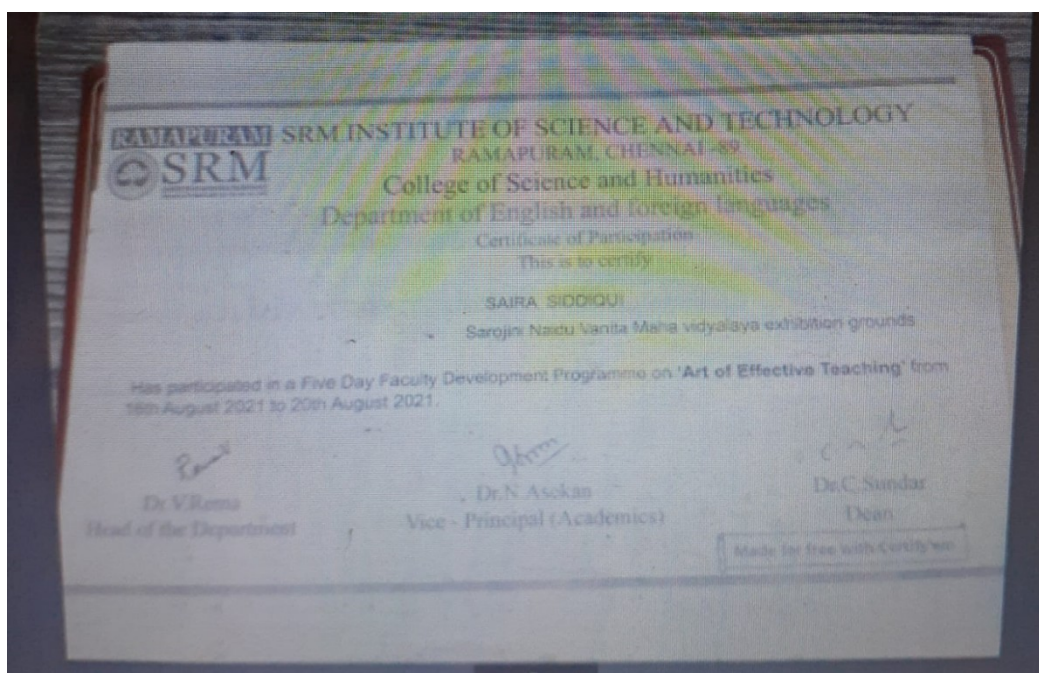 RAMAPURAM SRM INSTITUTE OF SCIENCE AND TECHNOLOGY
SRM RAMAPURAM, CHENNAI -89
College of Science and Humanities
Department of English and foreign languages
Certificate of Participation
This is to certify
SAIRA SIDDIQUI
Sarojini Naidu Vanita Maha vidyalaya exhibition grounds
Has participated in a Five Day Faculty Development Programme on 'Art of Effective Teaching' from
16th August 2021 to 20th August 2021.
Dr.V.Rema Dr.N.Asokan Dr.C.Sundar
Head of the Department Vice - Principal (Academics) Dean
Made for free with Certify'em